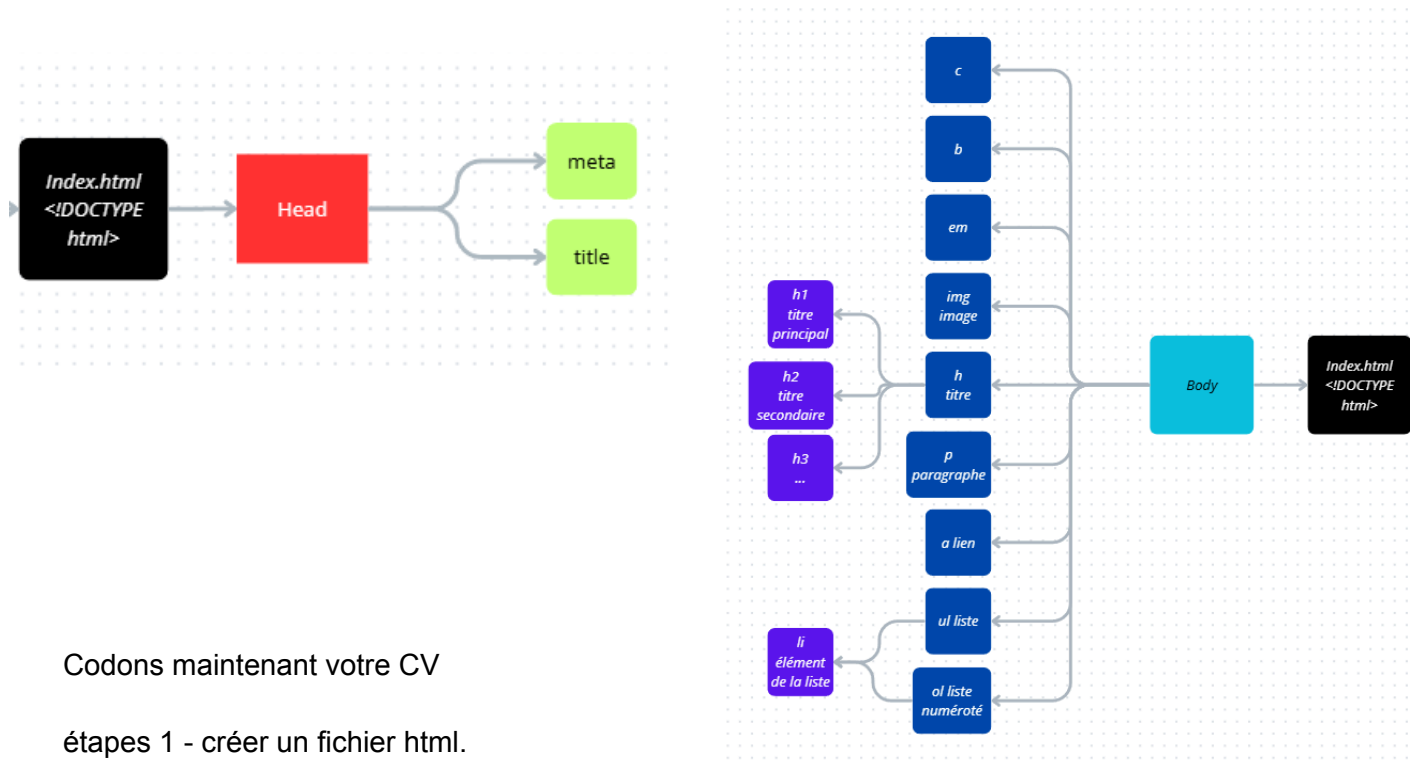 Index.html
<!DOCTYPE
html>
Head
meta
title
c
b
em
img
image
h1
titre
principal
h2
titre
secondaire
h3
...
h
titre
p
paragraphe
a lien
ul liste
li
élément
de la liste
ol liste
numéroté
Body
Index.html
<!DOCTYPE
html>
Codons maintenant votre CV
étapes 1 - créer un fichier html.